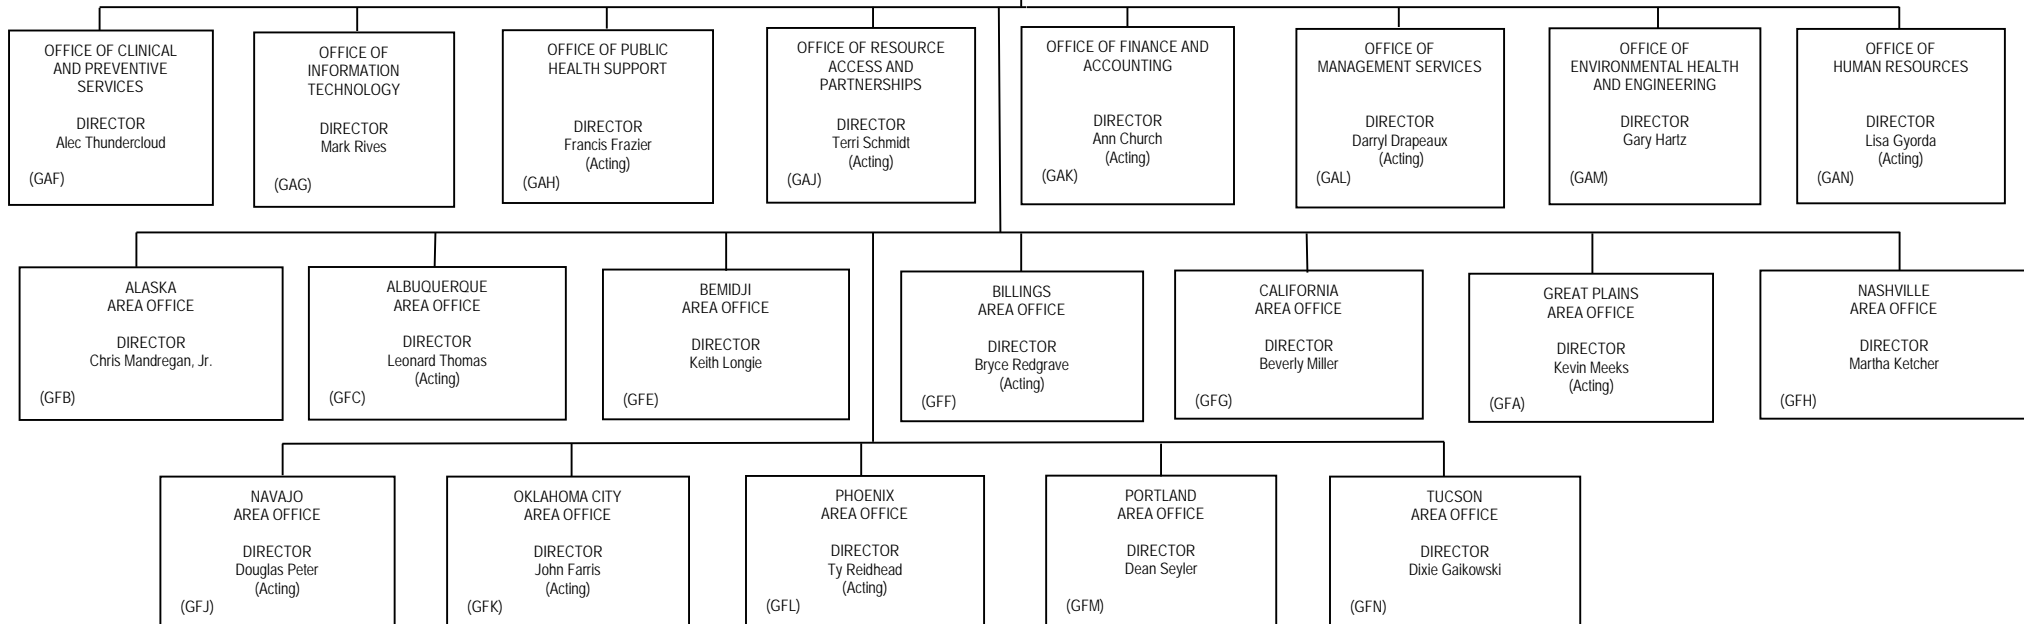 OFFICE OF CLINICAL
AND PREVENTIVE
SERVICES
DIRECTOR
Alec Thundercloud
(GAF)
OFFICE OF
INFORMATION
TECHNOLOGY
DIRECTOR
Mark Rives
(GAG)
OFFICE OF PUBLIC
HEALTH SUPPORT
DIRECTOR
Francis Frazier
(Acting)
(GAH)
OFFICE OF RESOURCE
ACCESS AND
PARTNERSHIPS
DIRECTOR
Terri Schmidt
(Acting)
(GAJ)
OFFICE OF FINANCE AND
ACCOUNTING
DIRECTOR
Ann Church
(Acting)
(GAK)
OFFICE OF
MANAGEMENT SERVICES
DIRECTOR
Darryl Drapeaux
(Acting)
(GAL)
OFFICE OF
ENVIRONMENTAL HEALTH
AND ENGINEERING
DIRECTOR
Gary Hartz
(GAM)
OFFICE OF
HUMAN RESOURCES
DIRECTOR
Lisa Gyorda
(Acting)
(GAN)
ALASKA
AREA OFFICE
DIRECTOR
Chris Mandregan, Jr.
(GFB)
ALBUQUERQUE
AREA OFFICE
DIRECTOR
Leonard Thomas
(Acting)
(GFC)
BEMIDJI
AREA OFFICE
DIRECTOR
Keith Longie
(GFE)
BILLINGS
AREA OFFICE
DIRECTOR
Bryce Redgrave
(Acting)
(GFF)
CALIFORNIA
AREA OFFICE
DIRECTOR
Beverly Miller
(GFG)
GREAT PLAINS
AREA OFFICE
DIRECTOR
Kevin Meeks
(Acting)
(GFA)
NASHVILLE
AREA OFFICE
DIRECTOR
Martha Ketcher
(GFH)
NAVAJO
AREA OFFICE
DIRECTOR
Douglas Peter
(Acting)
(GFJ)
OKLAHOMA CITY
AREA OFFICE
DIRECTOR
John Farris
(Acting)
(GFK)
PHOENIX
AREA OFFICE
DIRECTOR
Ty Reidhead
(Acting)
(GFL)
PORTLAND
AREA OFFICE
DIRECTOR
Dean Seyler
(GFM)
TUCSON
AREA OFFICE
DIRECTOR
Dixie Gaikowski
(GFN)